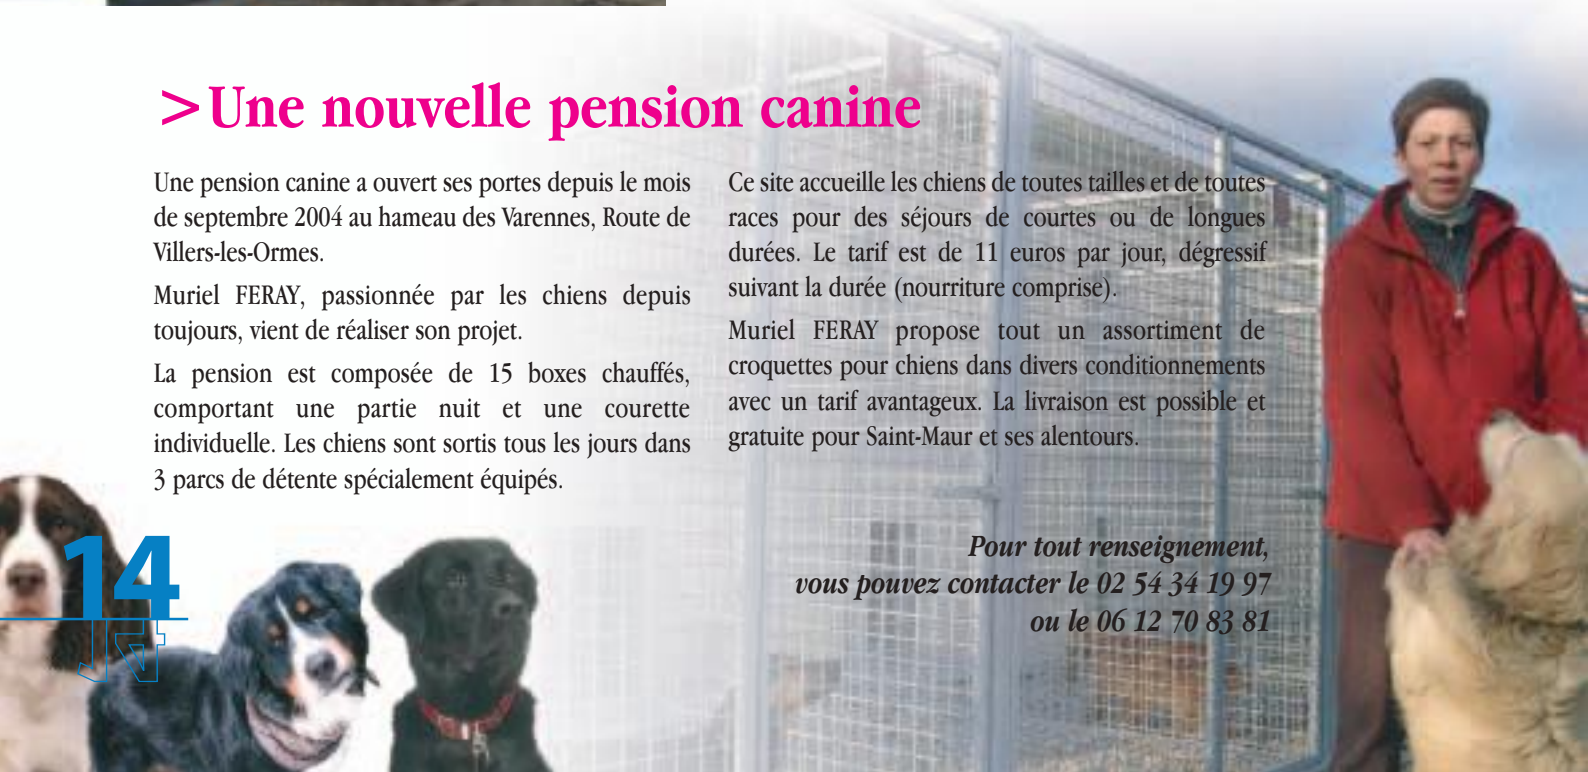 >Une nouvelle pension canine
Une pension canine a ouvert ses portes depuis le mois
de septembre 2004 au hameau des Varennes, Route de
Villers-les-Ormes.
Muriel FERAY, passionnée par les chiens depuis
toujours, vient de réaliser son projet.
La pension est composée de 15 boxes chauffés,
comportant une partie nuit et une courette
individuelle. Les chiens sont sortis tous les jours dans
3 parcs de détente spécialement équipés.
Ce site accueille les chiens de toutes tailles et de toutes
races pour des séjours de courtes ou de longues
durées. Le tarif est de 11 euros par jour, dégressif
suivant la durée (nourriture comprise).
Muriel FERAY propose tout un assortiment de
croquettes pour chiens dans divers conditionnements
avec un tarif avantageux. La livraison est possible et
gratuite pour Saint-Maur et ses alentours.
Pour tout renseignement,
vous pouvez contacter le 02 54 34 19 97
ou le 06 12 70 83 81
14